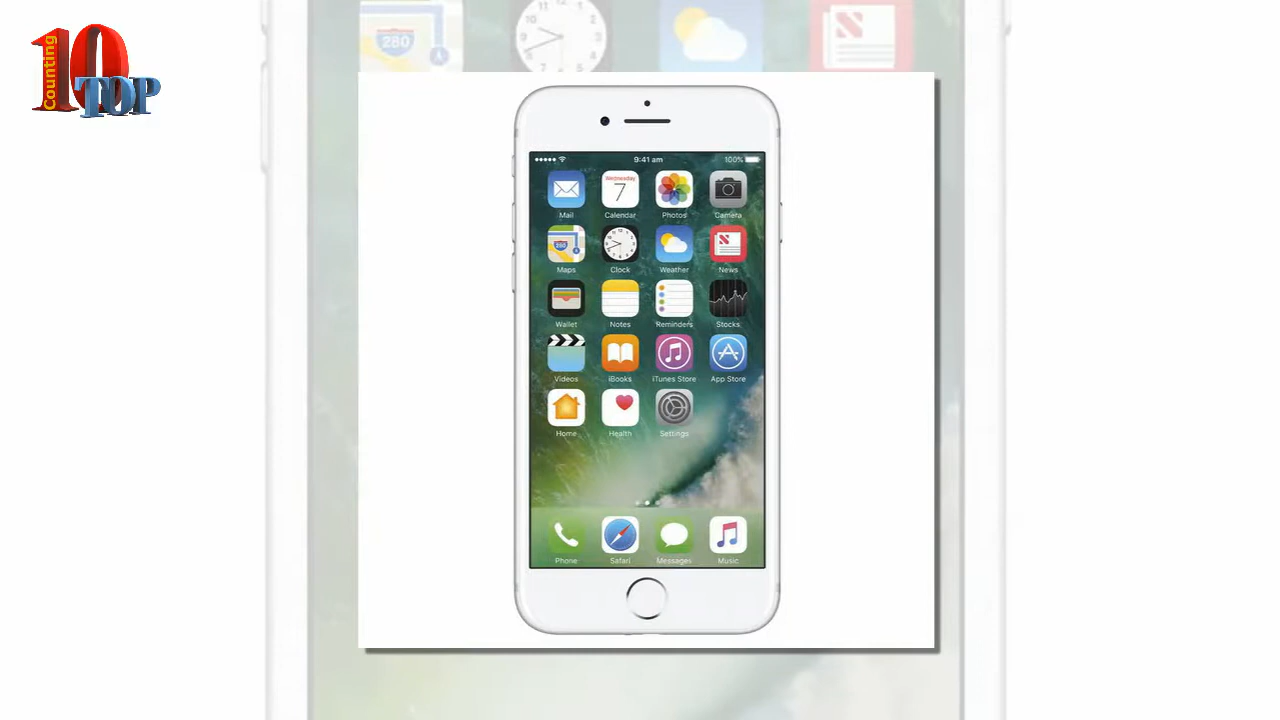 Counting
10
TOP
280
9:41 am
100%
Wednesday
7
Mail
Calendar
Photos
Camera
280
Maps
Clock
Weather
News
Wallet
Notes
Reminders
Stocks
Videos
iBooks
iTunes Store
App Store
Home
Health
Settings
Phone
Safari
Messages
Music